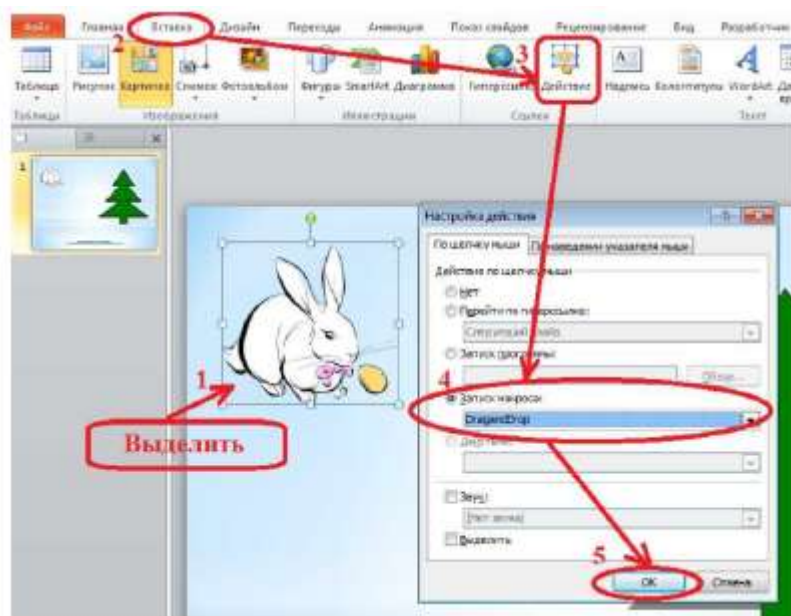 Файл Главная Вставка Дизайн Переходы Анимация Показ слайдов Рецензирование Вид Разработчик
2
3
Таблица Рисунок Картинка Снимок Фотоальбом Фигуры SmartArt Диаграмма Гиперссылка Действие Надпись Колонтитулы WordArt
Таблицы Изображения Иллюстрации Ссылки Текст
1
Настройка действия
По щелчку мыши По наведении указателя мыши
Действие по щелчку мыши
Нет
Перейти по гиперссылке:
Следующий слайд
Запуск программы:
Обзор...
1
4
Запуск макроса:
DragandDrop
Выделить
Действие:
Звук:
[Нет звука]
Выделить
5
ОК Отмена